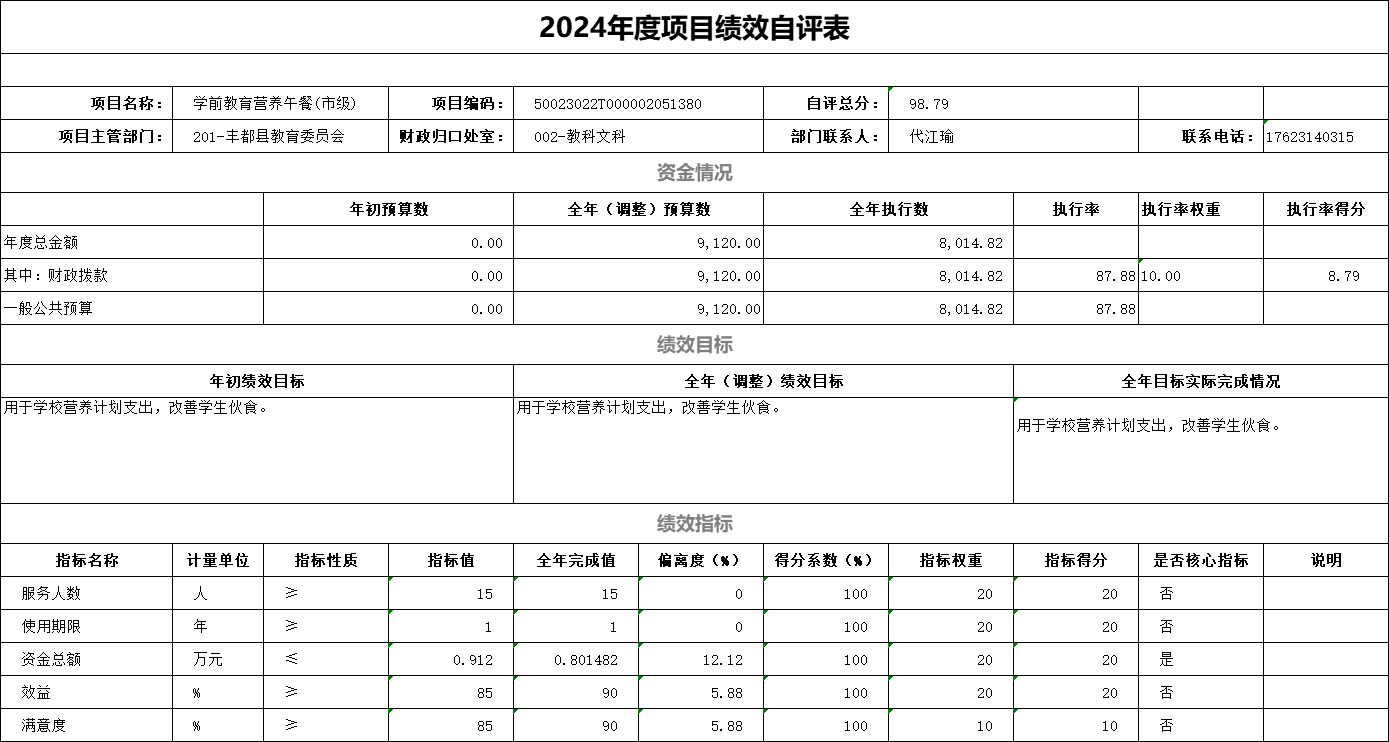 2024年度项目绩效自评表
项目名称： 学前教育营养午餐(市级) 项目编码： 50023022T000002051380 自评总分： 98.79
项目主管部门： 201-丰都县教育委员会 财政归口处室： 002-教科文科 部门联系人： 代江瑜 联系电话： 17623140315
资金情况
年初预算数 全年（调整）预算数 全年执行数 执行率 执行率权重 执行率得分
年度总金额 0.00 9,120.00 8,014.82
其中：财政拨款 0.00 9,120.00 8,014.82 87.88 10.00 8.79
一般公共预算 0.00 9,120.00 8,014.82 87.88
绩效目标
年初绩效目标 全年（调整）绩效目标 全年目标实际完成情况
用于学校营养计划支出，改善学生伙食。 用于学校营养计划支出，改善学生伙食。 用于学校营养计划支出，改善学生伙食。
绩效指标
指标名称 计量单位 指标性质 指标值 全年完成值 偏离度（%） 得分系数（%） 指标权重 指标得分 是否核心指标 说明
服务人数 人 ≥ 15 15 0 100 20 20 否
使用期限 年 ≥ 1 1 0 100 20 20 否
资金总额 万元 ≤ 0.912 0.801482 12.12 100 20 20 是
效益 % ≥ 85 90 5.88 100 20 20 否
满意度 % ≥ 85 90 5.88 100 10 10 否